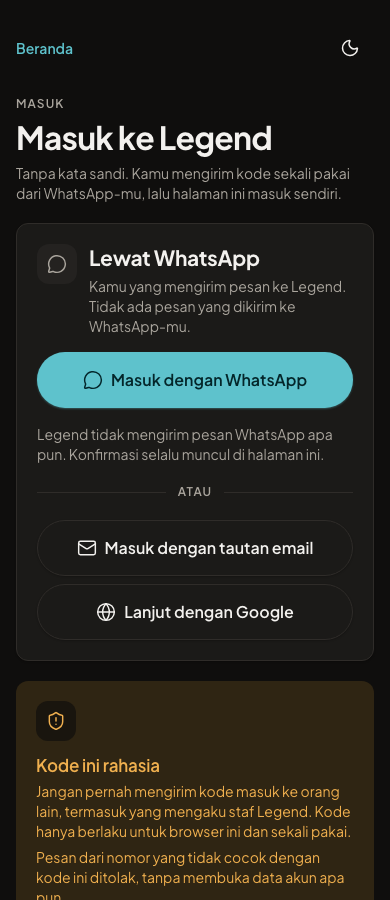 Beranda
MASUK
Masuk ke Legend
Tanpa kata sandi. Kamu mengirim kode sekali pakai
dari WhatsApp-mu, lalu halaman ini masuk sendiri.
Lewat WhatsApp
Kamu yang mengirim pesan ke Legend.
Tidak ada pesan yang dikirim ke
WhatsApp-mu.
Masuk dengan WhatsApp
Legend tidak mengirim pesan WhatsApp apa
pun. Konfirmasi selalu muncul di halaman ini.
ATAU
Masuk dengan tautan email
Lanjut dengan Google
Kode ini rahasia
Jangan pernah mengirim kode masuk ke orang
lain, termasuk yang mengaku staf Legend. Kode
hanya berlaku untuk browser ini dan sekali pakai.
Pesan dari nomor yang tidak cocok dengan
kode ini ditolak, tanpa membuka data akun apa
pun.